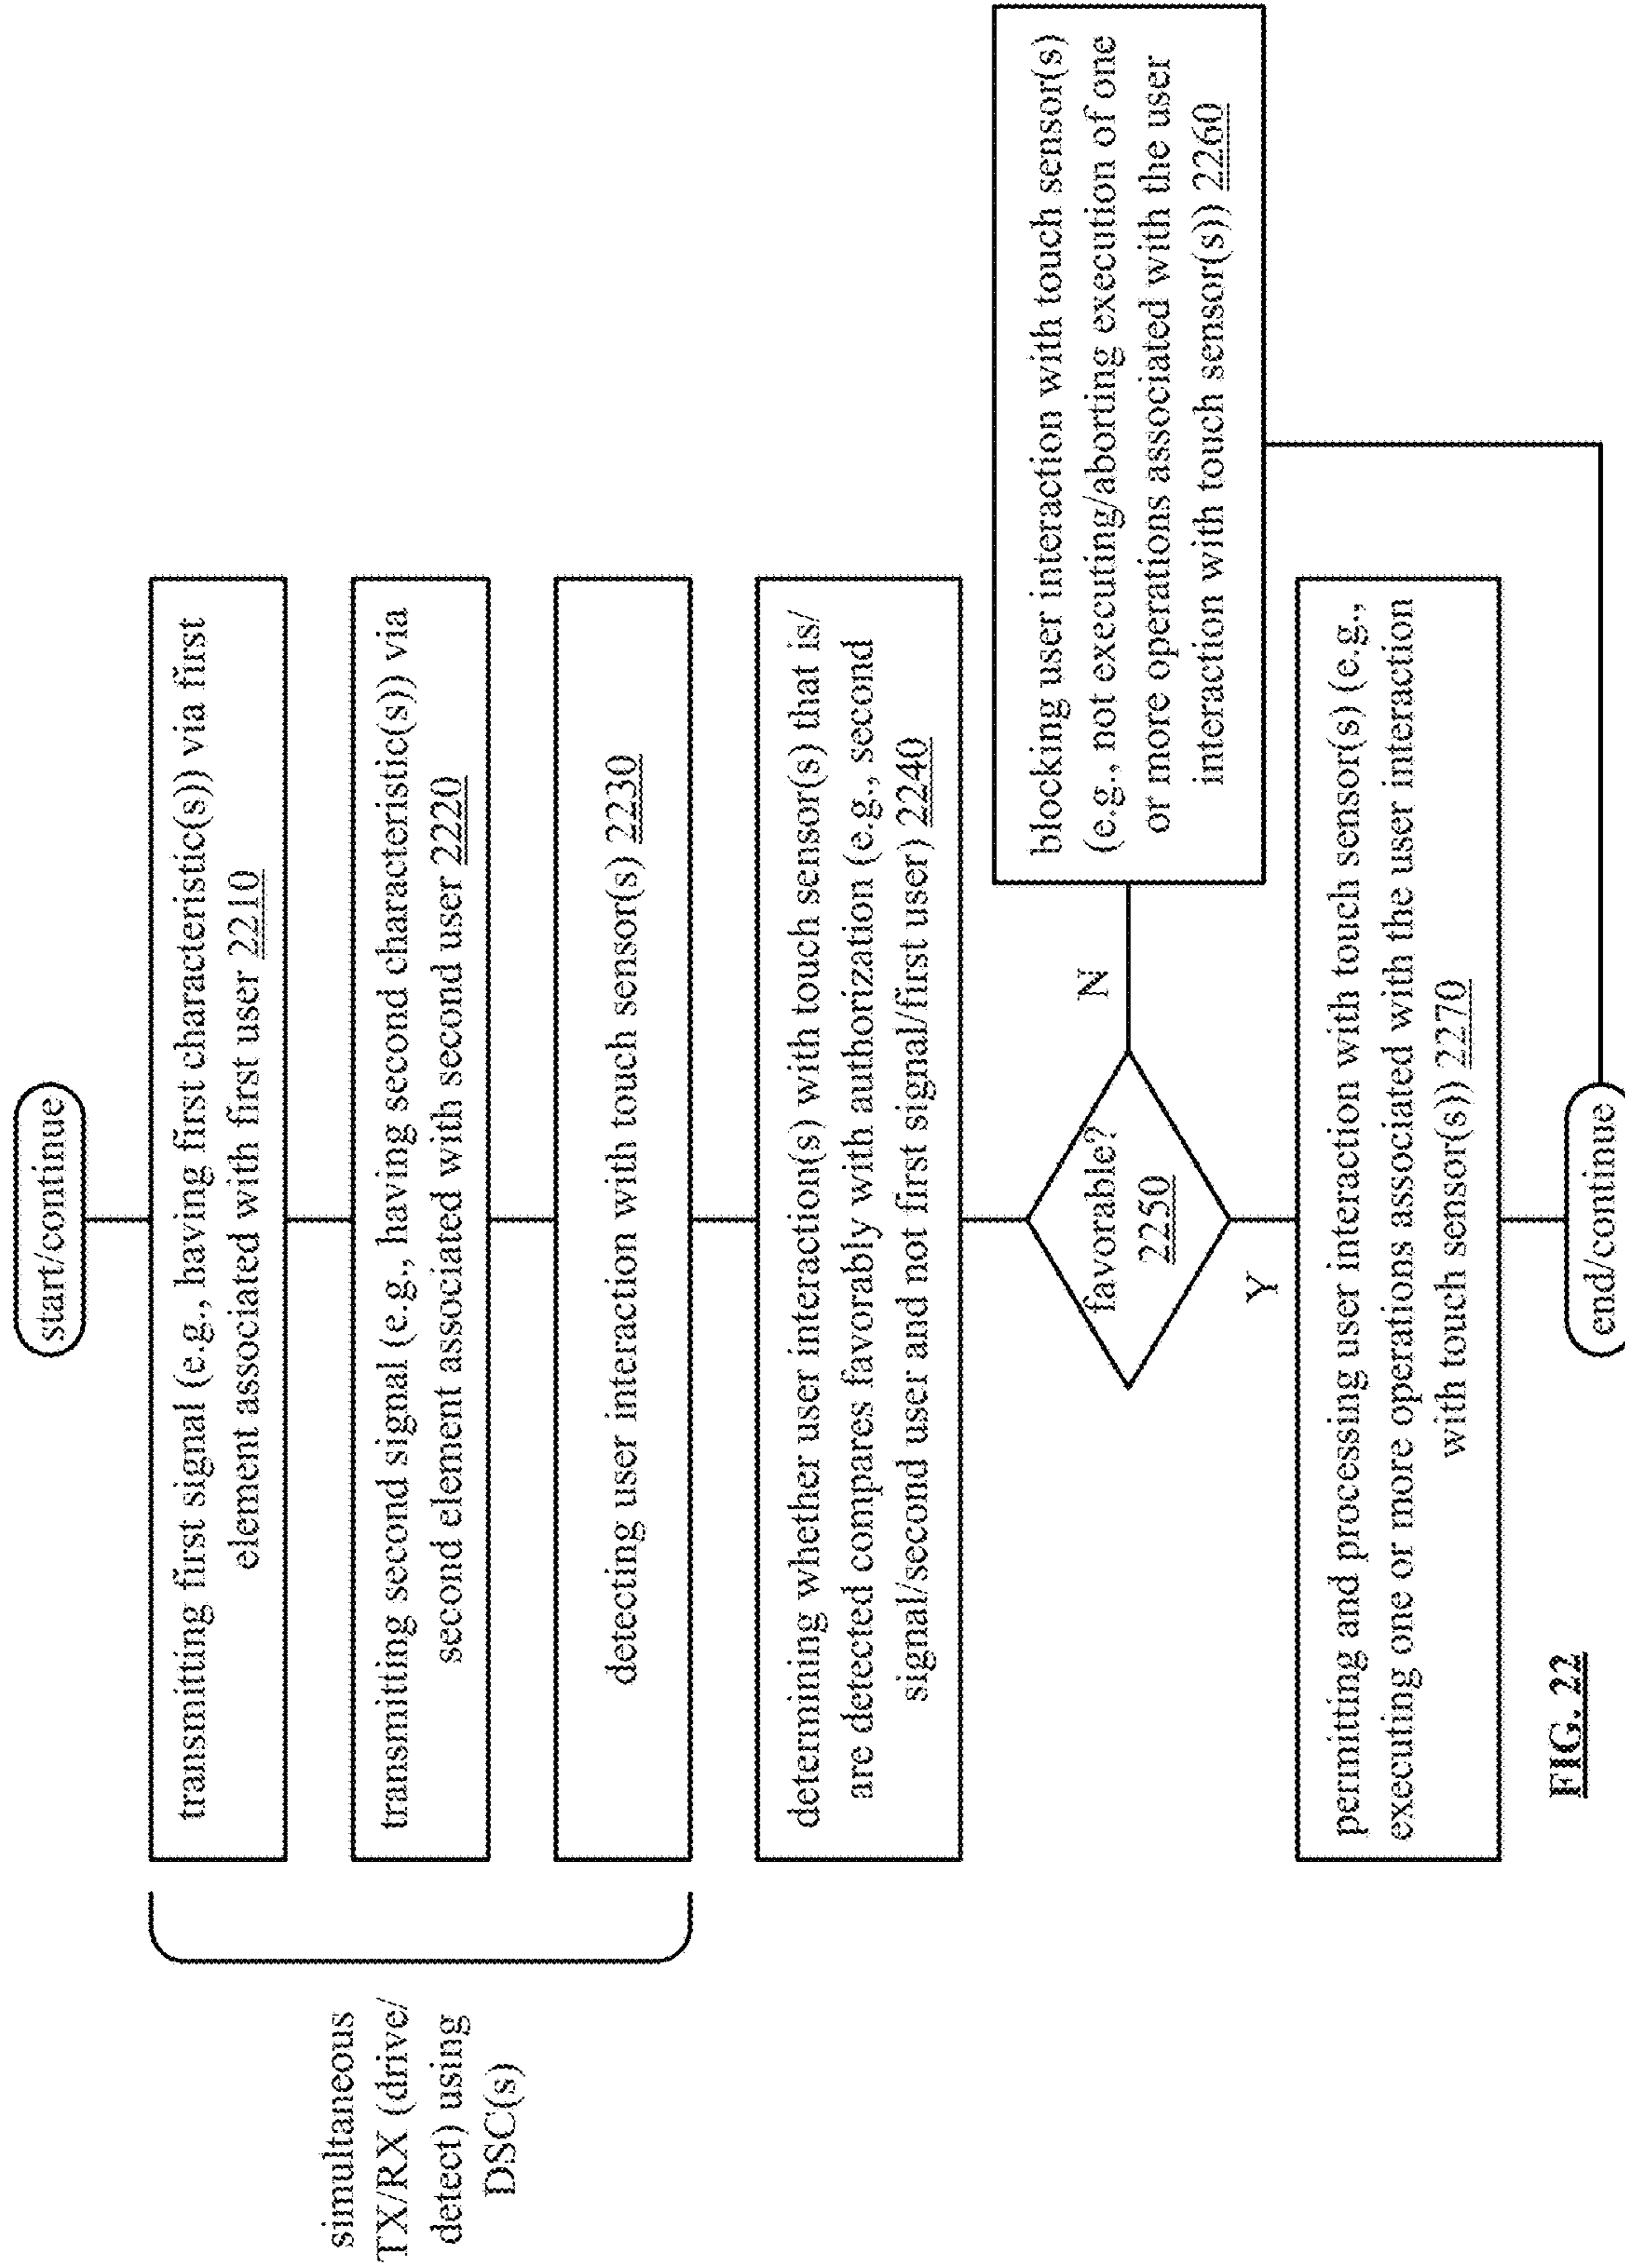 start/continue
transmitting first signal (e.g., having first characteristic(s)) via first
element associated with first user 2210
transmitting second signal (e.g., having second characteristic(s)) via
second element associated with second user 2220
detecting user interaction with touch sensor(s) 2230
simultaneous
TX/RX (drive/
detect) using
DSC(s)
determining whether user interaction(s) with touch sensor(s) that is/
are detected compares favorably with authorization (e.g., second
signal/second user and not first signal/first user) 2240
favorable?
2250
N
blocking user interaction with touch sensor(s)
(e.g., not executing/aborting execution of one
or more operations associated with the user
interaction with touch sensor(s)) 2260
Y
permitting and processing user interaction with touch sensor(s) (e.g.,
executing one or more operations associated with the user interaction
with touch sensor(s)) 2270
end/continue
FIG. 22